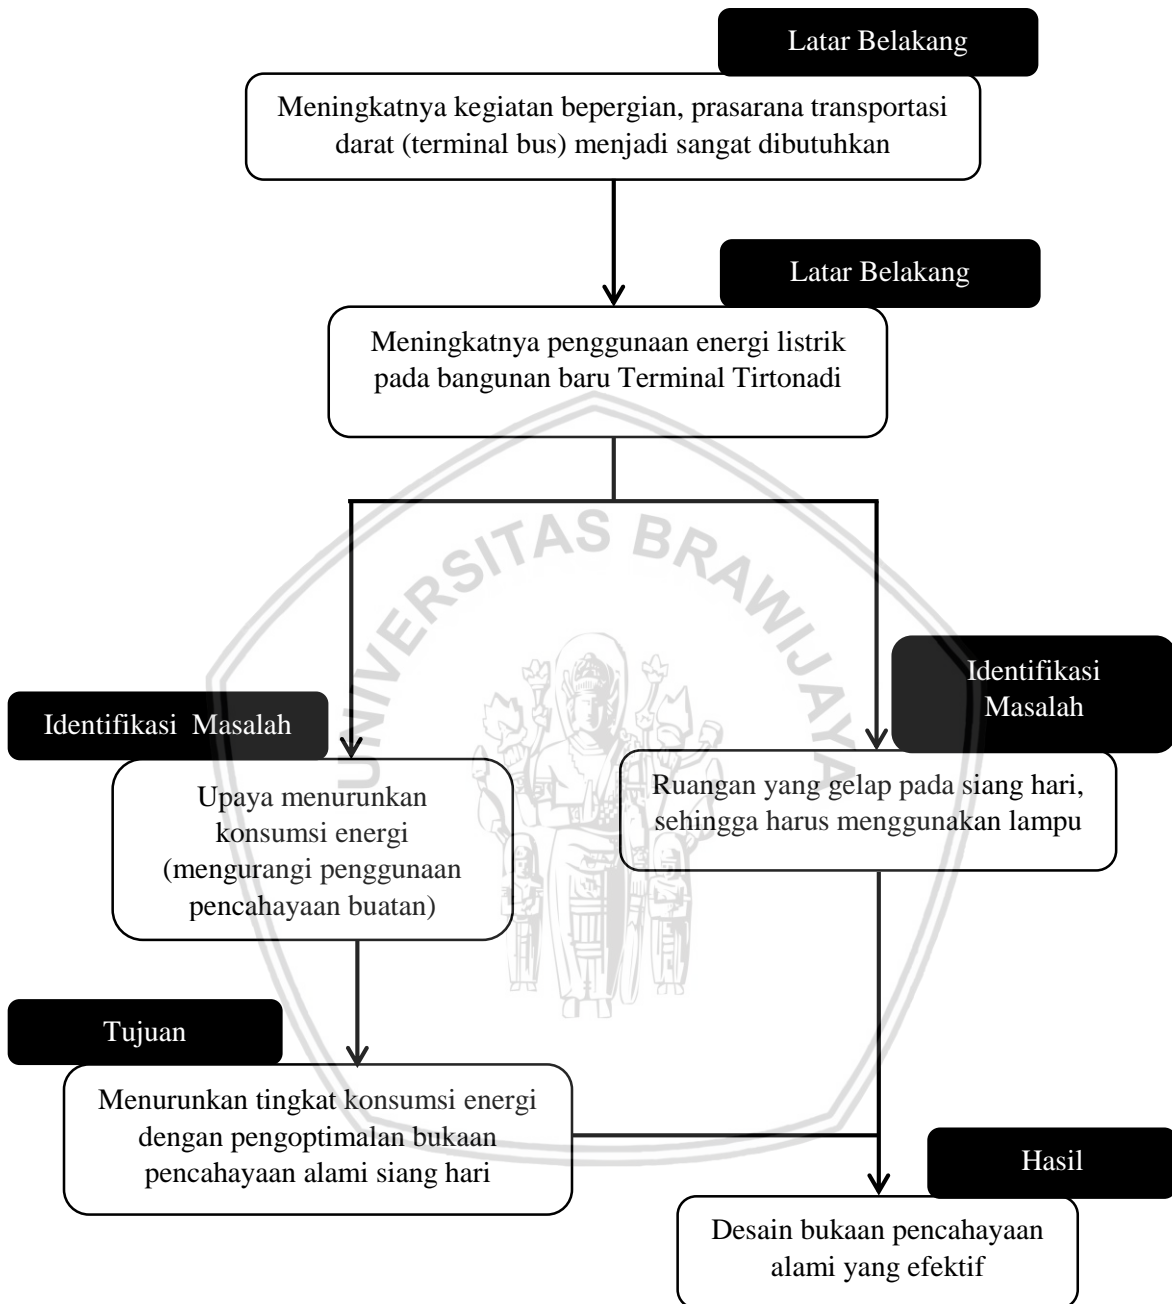 Latar Belakang
Meningkatnya kegiatan bepergian, prasarana transportasi
darat (terminal bus) menjadi sangat dibutuhkan
Latar Belakang
Meningkatnya penggunaan energi listrik
pada bangunan baru Terminal Tirtonadi
UNIVERSITAS BRAWIJAYA
Identifikasi Masalah
Upaya menurunkan
konsumsi energi
(mengurangi penggunaan
pencahayaan buatan)
Identifikasi
Masalah
Ruangan yang gelap pada siang hari,
sehingga harus menggunakan lampu
Tujuan
Menurunkan tingkat konsumsi energi
dengan pengoptimalan bukaan
pencahayaan alami siang hari
Hasil
Desain bukaan pencahayaan
alami yang efektif